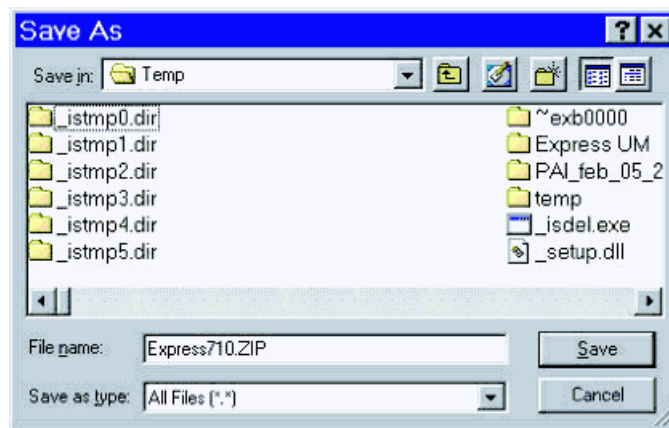 Save As
Save in: Temp
_istmp0.dir
_istmp1.dir
_istmp2.dir
_istmp3.dir
_istmp4.dir
_istmp5.dir
~exb0000
Express UM
PAI_feb_05_2
temp
_isdel.exe
_setup.dll
File name: Express710.ZIP
Save
Save as type: All Files (*.*)
Cancel